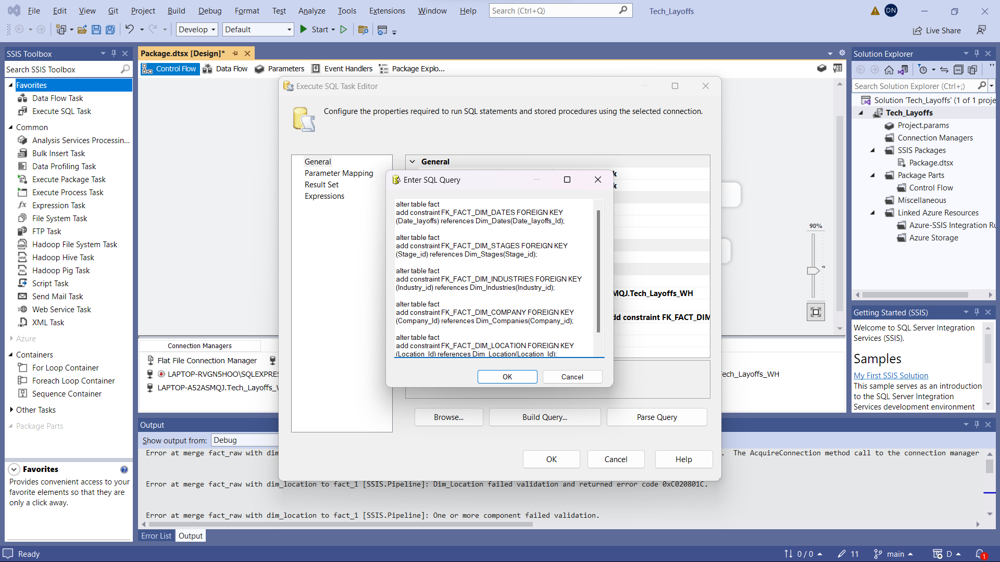 File Edit View Git Project Build Debug Format Test Analyze Tools Extensions Window Help Search (Ctrl+Q) Tech_Layoffs DN
Develop Default Start Live Share
SSIS Toolbox
Search SSIS Toolbox
Favorites
Data Flow Task
Execute SQL Task
Common
Analysis Services Processin...
Bulk Insert Task
Data Profiling Task
Execute Package Task
Execute Process Task
Expression Task
File System Task
FTP Task
Hadoop File System Task
Hadoop Hive Task
Hadoop Pig Task
Script Task
Send Mail Task
Web Service Task
XML Task
Azure
Containers
For Loop Container
Foreach Loop Container
Sequence Container
Other Tasks
Package Parts
Favorites
Provides convenient access to your
favorite elements so that they are
only a click away.
Package.dtsx [Design]*
Control Flow Data Flow Parameters Event Handlers Package Explo...
Execute SQL Task Editor
Configure the properties required to run SQL statements and stored procedures using the selected connection.
General
Parameter Mapping
Result Set
Expressions
General
k
k
MQJ.Tech_Layoffs_WH
dd constraint FK_FACT_DIM
Enter SQL Query
alter table fact
add constraint FK_FACT_DIM_DATES FOREIGN KEY
(Date_layoffs) references Dim_Dates(Date_layoffs_Id);
alter table fact
add constraint FK_FACT_DIM_STAGES FOREIGN KEY
(Stage_id) references Dim_Stages(Stage_id);
alter table fact
add constraint FK_FACT_DIM_INDUSTRIES FOREIGN KEY
(Industry_id) references Dim_Industries(Industry_id);
alter table fact
add constraint FK_FACT_DIM_COMPANY FOREIGN KEY
(Company_Id) references Dim_Companies(Company_id);
alter table fact
add constraint FK_FACT_DIM_LOCATION FOREIGN KEY
(Location_Id) references Dim_Location(Location_Id);
OK Cancel
Browse... Build Query... Parse Query
OK Cancel Help
90%
Connection Managers
Flat File Connection Manager
LAPTOP-RVGN5HOO\SQLEXPRES
LAPTOP-A52ASMQJ.Tech_Layoffs_W
ech_Layoffs_WH
Output
Show output from: Debug
Error at merge fact_raw with dim . The AcquireConnection method call to the connection manager
Error at merge fact_raw with dim_location to fact_1 [SSIS.Pipeline]: Dim_Location failed validation and returned error code 0xC020801C.
Error at merge fact_raw with dim_location to fact_1 [SSIS.Pipeline]: One or more component failed validation.
Error List Output
Solution Explorer
Search Solution Explorer (Ctrl+;)
Solution 'Tech_Layoffs' (1 of 1 proje
Tech_Layoffs
Project.params
Connection Managers
SSIS Packages
Package.dtsx
Package Parts
Control Flow
Miscellaneous
Linked Azure Resources
Azure-SSIS Integration Ru
Azure Storage
Getting Started (SSIS)
Welcome to SQL Server Integration
Services (SSIS).
Samples
My First SSIS Solution
This sample serves as an introduction
to the SQL Server Integration
Services development environment
Ready 0 / 0 11 main D 1